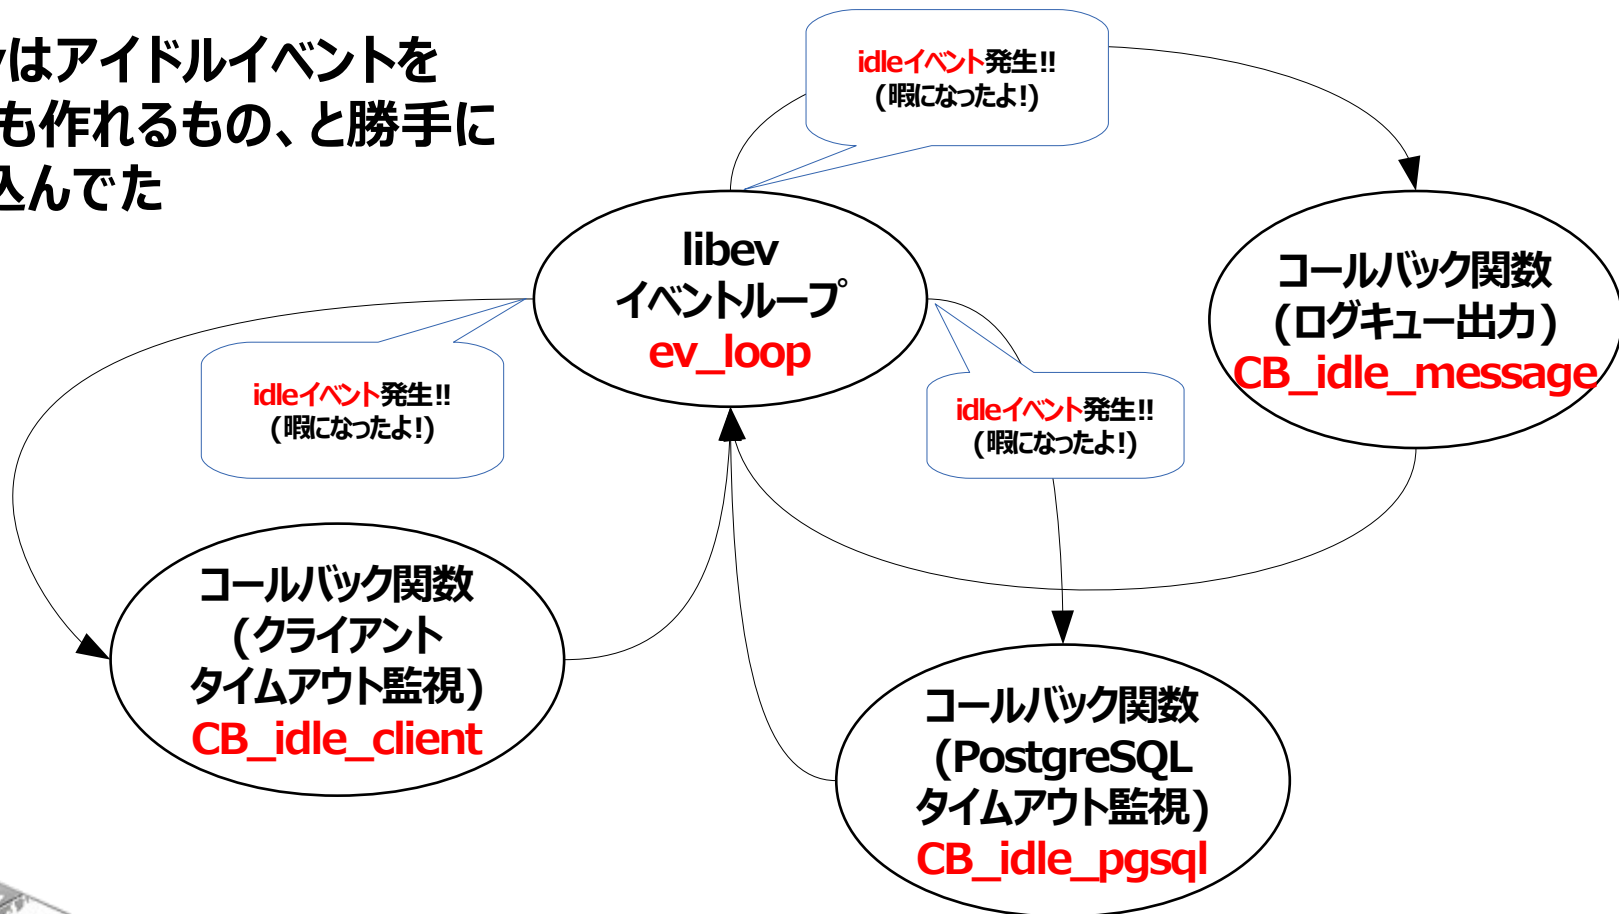 はアイドルイベントを
も作れるもの、と勝手に
込んでた
idleイベント発生!!
(暇になったよ!)
libev
イベントループ
ev_loop
コールバック関数
(ログキュー出力)
CB_idle_message
idleイベント発生!!
(暇になったよ!)
idleイベント発生!!
(暇になったよ!)
コールバック関数
(クライアント
タイムアウト監視)
CB_idle_client
コールバック関数
(PostgreSQL
タイムアウト監視)
CB_idle_pgsql